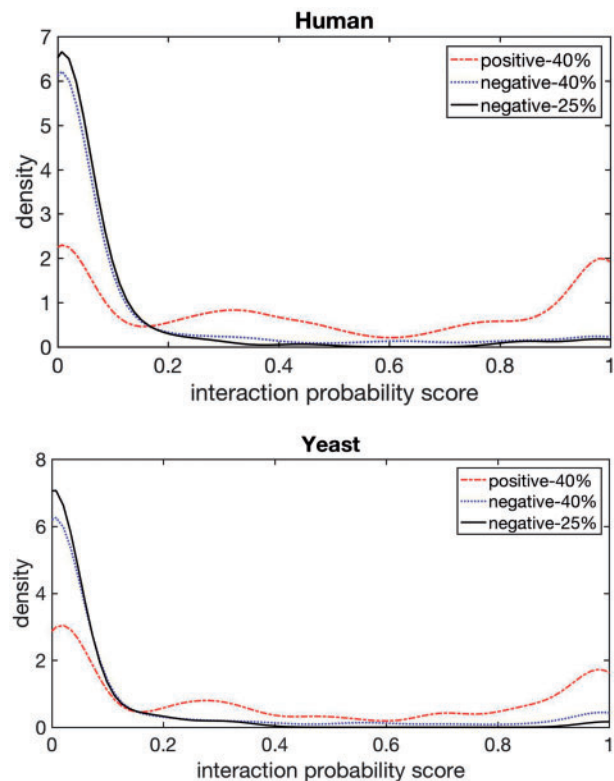 Human
7
6
5
4
3
2
1
0
density
positive-40%
negative-40%
negative-25%
0 0.2 0.4 0.6 0.8 1
interaction probability score
Yeast
8
6
4
2
0
density
positive-40%
negative-40%
negative-25%
0 0.2 0.4 0.6 0.8 1
interaction probability score